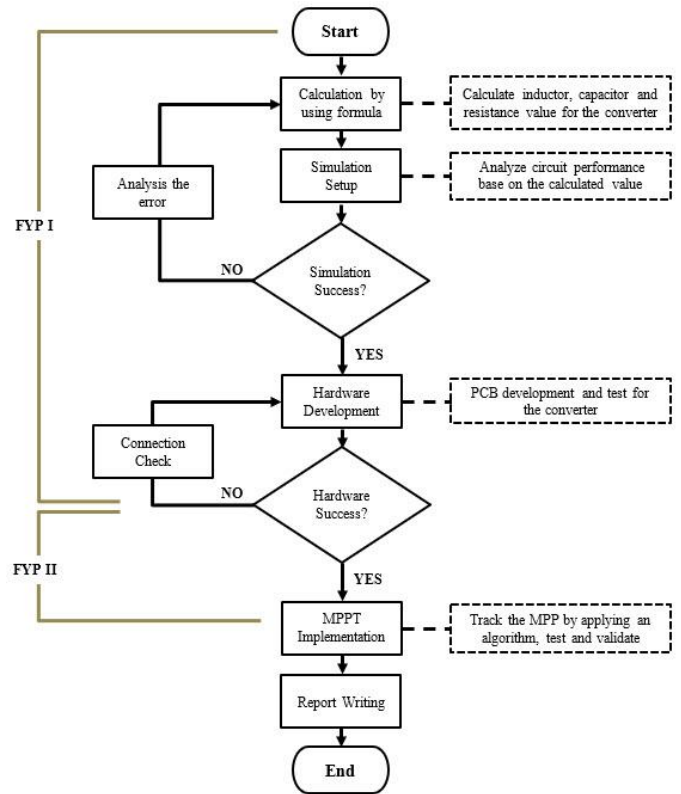 Start
Calculation by
using formula
Calculate inductor, capacitor and
resistance value for the converter
Simulation
Setup
Analyze circuit performance
base on the calculated value
Analysis the
error
FYP I
NO
Simulation
Success?
YES
Hardware
Development
PCB development and test for
the converter
Connection
Check
NO
Hardware
Success?
FYP II
YES
MPPT
Implementation
Track the MPP by applying an
algorithm, test and validate
Report Writing
End